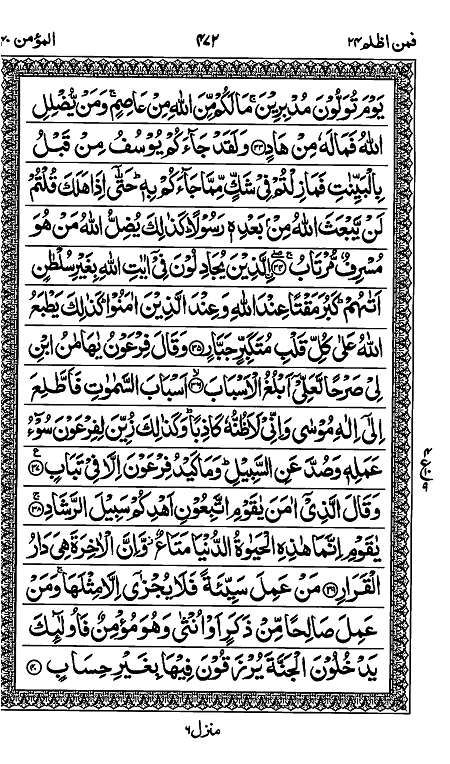 فمن اظلم ۲۴
۴۷۲
المؤمن ۴۰
يَوْمَ تُوَلُّوْنَ مُدْبِرِيْنَ ۚ مَا لَكُمْ مِّنَ اللّٰهِ مِنْ عَاصِمٍ ۚ وَمَنْ يُّضْلِلِ
اللّٰهُ فَمَا لَهٗ مِنْ هَادٍ ﴿۳۳﴾ وَلَقَدْ جَآءَكُمْ يُوْسُفُ مِنْ قَبْلُ
بِالْبَيِّنٰتِ فَمَا زِلْتُمْ فِىْ شَكٍّ مِّمَّا جَآءَكُمْ بِهٖ ؕ حَتّٰٓى اِذَا هَلَكَ قُلْتُمْ
لَنْ يَّبْعَثَ اللّٰهُ مِنْ بَعْدِهٖ رَسُوْلًا ؕ كَذٰلِكَ يُضِلُّ اللّٰهُ مَنْ هُوَ
مُسْرِفٌ مُّرْتَابُ ﴿۳۴﴾ ۨالَّذِيْنَ يُجَادِلُوْنَ فِىْٓ اٰيٰتِ اللّٰهِ بِغَيْرِ سُلْطٰنٍ
اَتٰىهُمْ ؕ كَبُرَ مَقْتًا عِنْدَ اللّٰهِ وَعِنْدَ الَّذِيْنَ اٰمَنُوْا ؕ كَذٰلِكَ يَطْبَعُ
اللّٰهُ عَلٰى كُلِّ قَلْبِ مُتَكَبِّرٍ جَبَّارٍ ﴿۳۵﴾ وَقَالَ فِرْعَوْنُ يٰهَامٰنُ ابْنِ
لِىْ صَرْحًا لَّعَلِّىْٓ اَبْلُغُ الْاَسْبَابَ ﴿۳۶﴾ اَسْبَابَ السَّمٰوٰتِ فَاَطَّلِعَ
اِلٰٓى اِلٰهِ مُوْسٰى وَاِنِّىْ لَاَظُنُّهٗ كَاذِبًا ؕ وَكَذٰلِكَ زُيِّنَ لِفِرْعَوْنَ سُوْٓءُ
عَمَلِهٖ وَصُدَّ عَنِ السَّبِيْلِ ؕ وَمَا كَيْدُ فِرْعَوْنَ اِلَّا فِىْ تَبَابٍ ﴿۳۷﴾
وَقَالَ الَّذِىْٓ اٰمَنَ يٰقَوْمِ اتَّبِعُوْنِ اَهْدِكُمْ سَبِيْلَ الرَّشَادِ ﴿۳۸﴾
يٰقَوْمِ اِنَّمَا هٰذِهِ الْحَيٰوةُ الدُّنْيَا مَتَاعٌ ؗ وَّاِنَّ الْاٰخِرَةَ هِىَ دَارُ
الْقَرَارِ ﴿۳۹﴾ مَنْ عَمِلَ سَيِّئَةً فَلَا يُجْزٰٓى اِلَّا مِثْلَهَا ۚ وَمَنْ
عَمِلَ صَالِحًا مِّنْ ذَكَرٍ اَوْ اُنْثٰى وَهُوَ مُؤْمِنٌ فَاُولٰٓئِكَ
يَدْخُلُوْنَ الْجَنَّةَ يُرْزَقُوْنَ فِيْهَا بِغَيْرِ حِسَابٍ ﴿۴۰﴾
منزل ۶